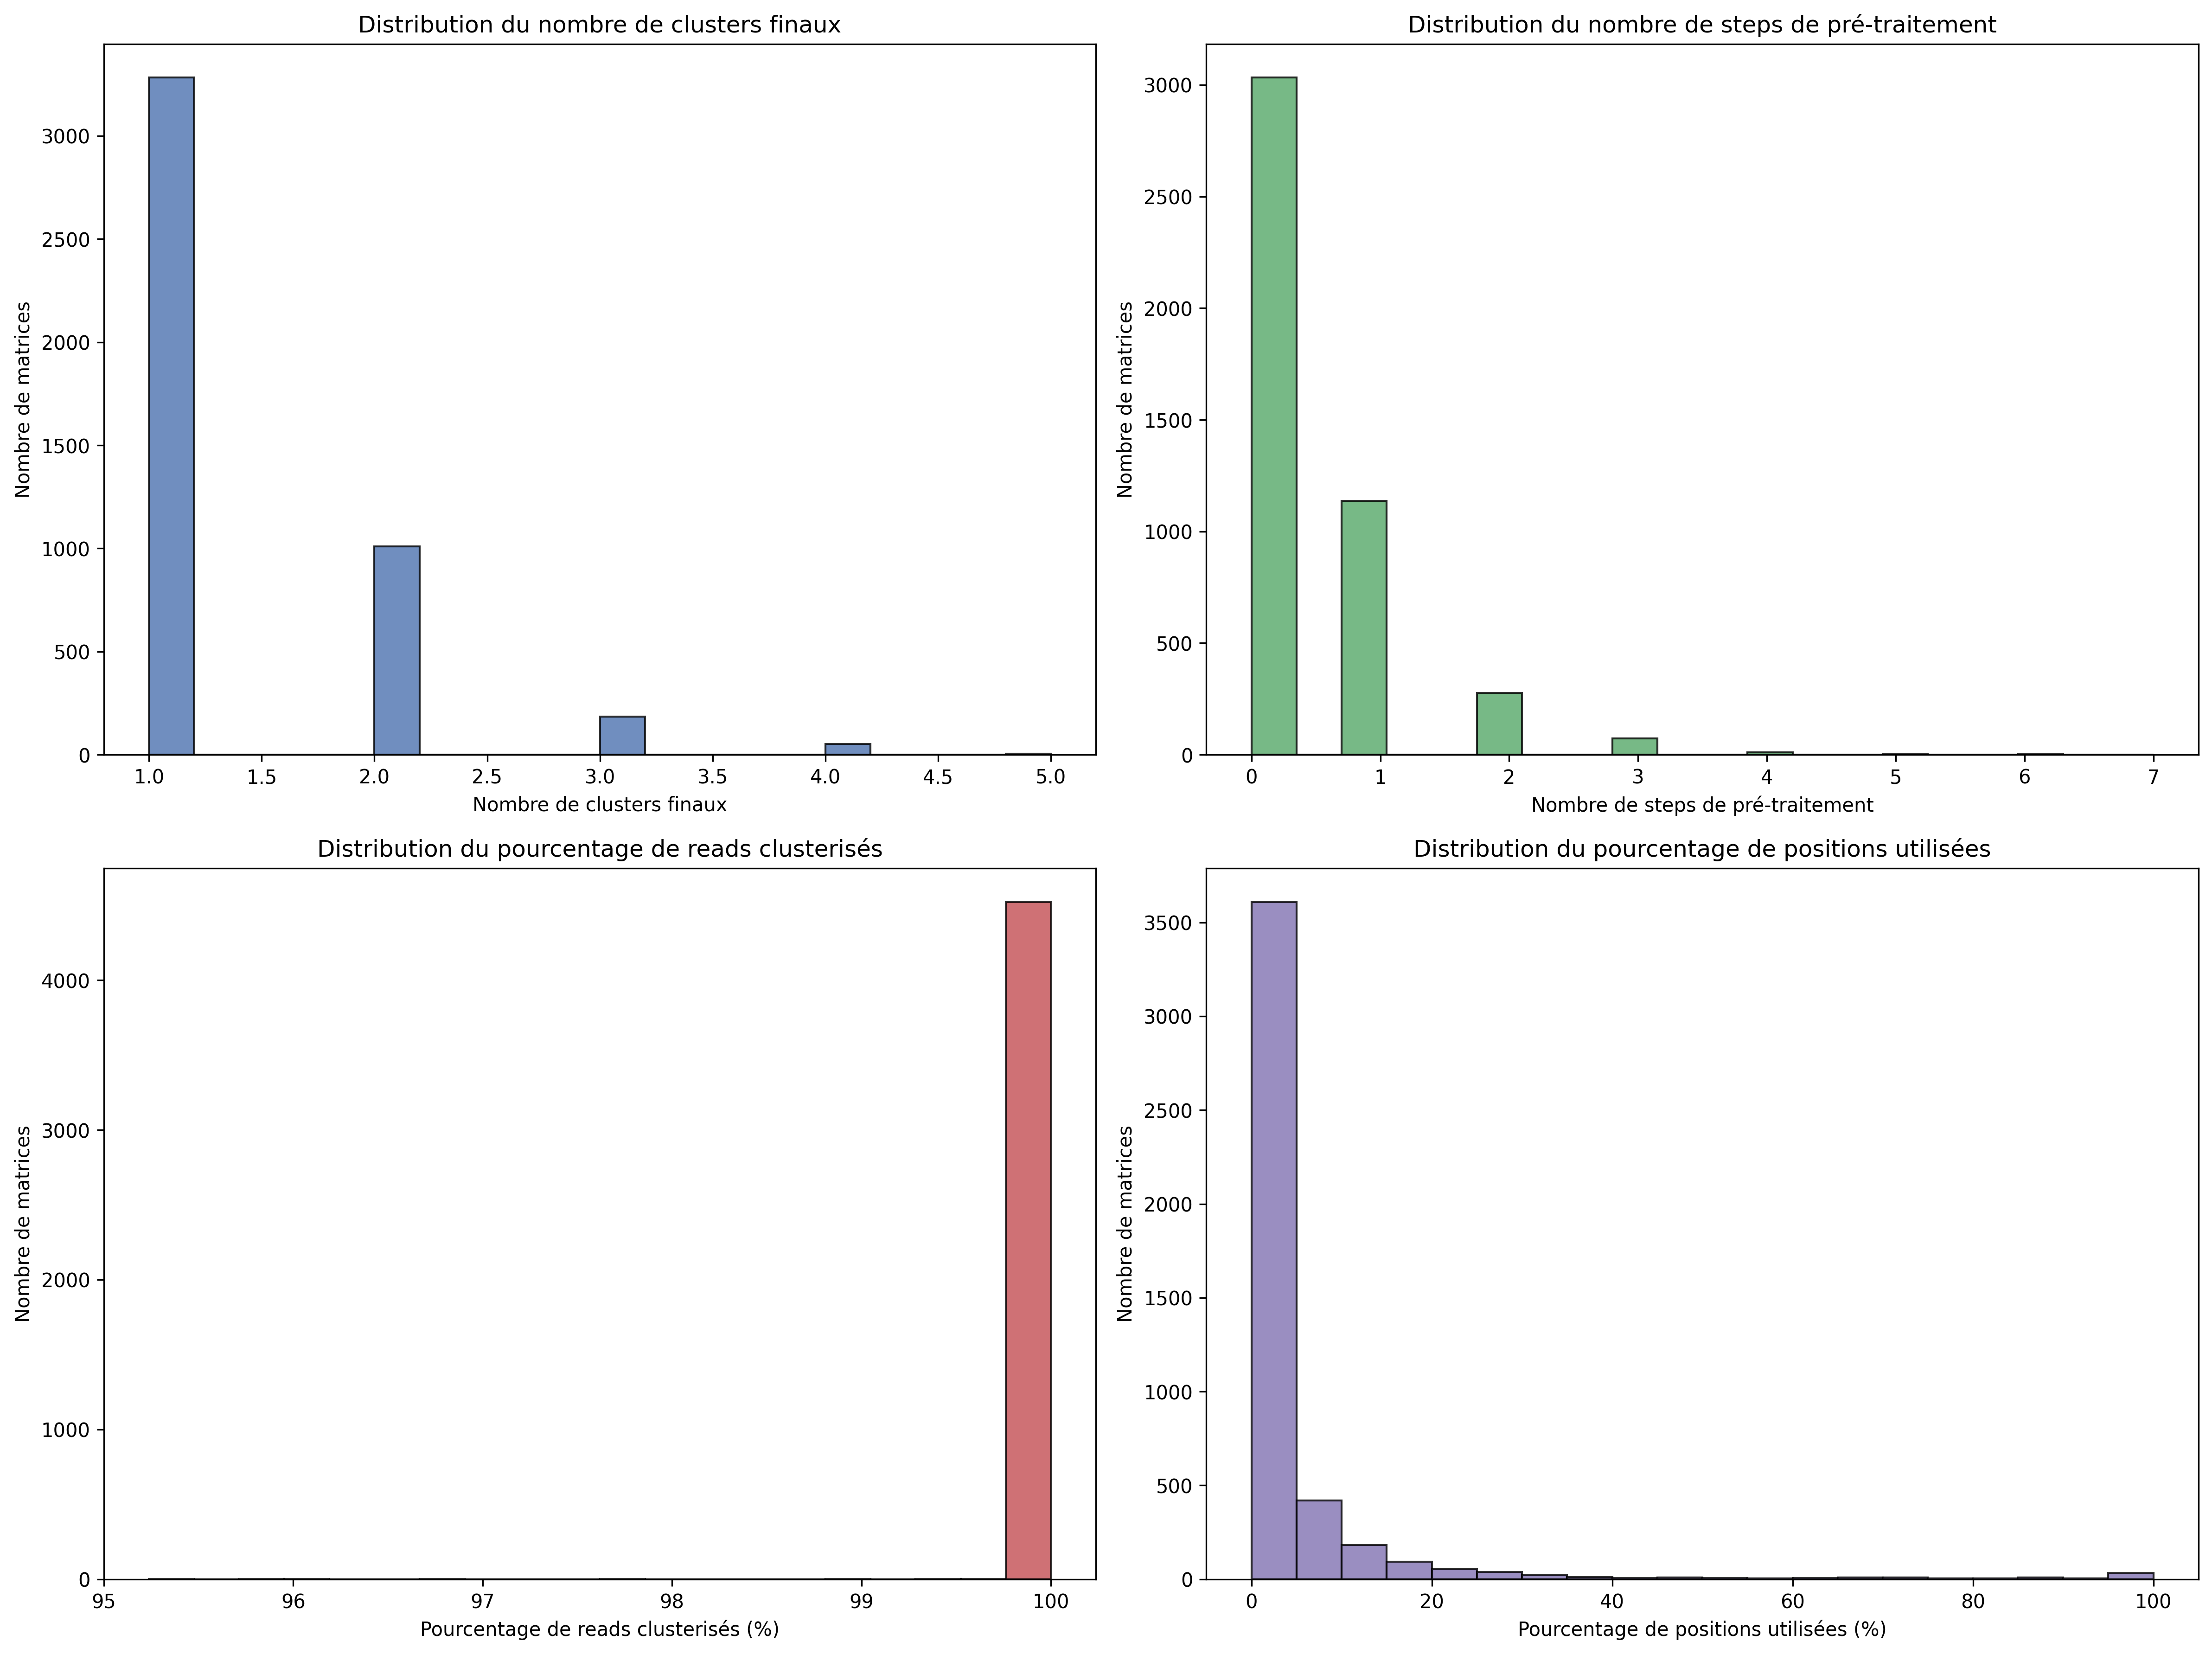 Distribution du nombre de clusters finaux
Nombre de matrices
3000
2500
2000
1500
1000
500
0
1.0 1.5 2.0 2.5 3.0 3.5 4.0 4.5 5.0
Nombre de clusters finaux
Distribution du nombre de steps de pré-traitement
Nombre de matrices
3000
2500
2000
1500
1000
500
0
0 1 2 3 4 5 6 7
Nombre de steps de pré-traitement
Distribution du pourcentage de reads clusterisés
Nombre de matrices
4000
3000
2000
1000
0
95 96 97 98 99 100
Pourcentage de reads clusterisés (%)
Distribution du pourcentage de positions utilisées
Nombre de matrices
3500
3000
2500
2000
1500
1000
500
0
0 20 40 60 80 100
Pourcentage de positions utilisées (%)